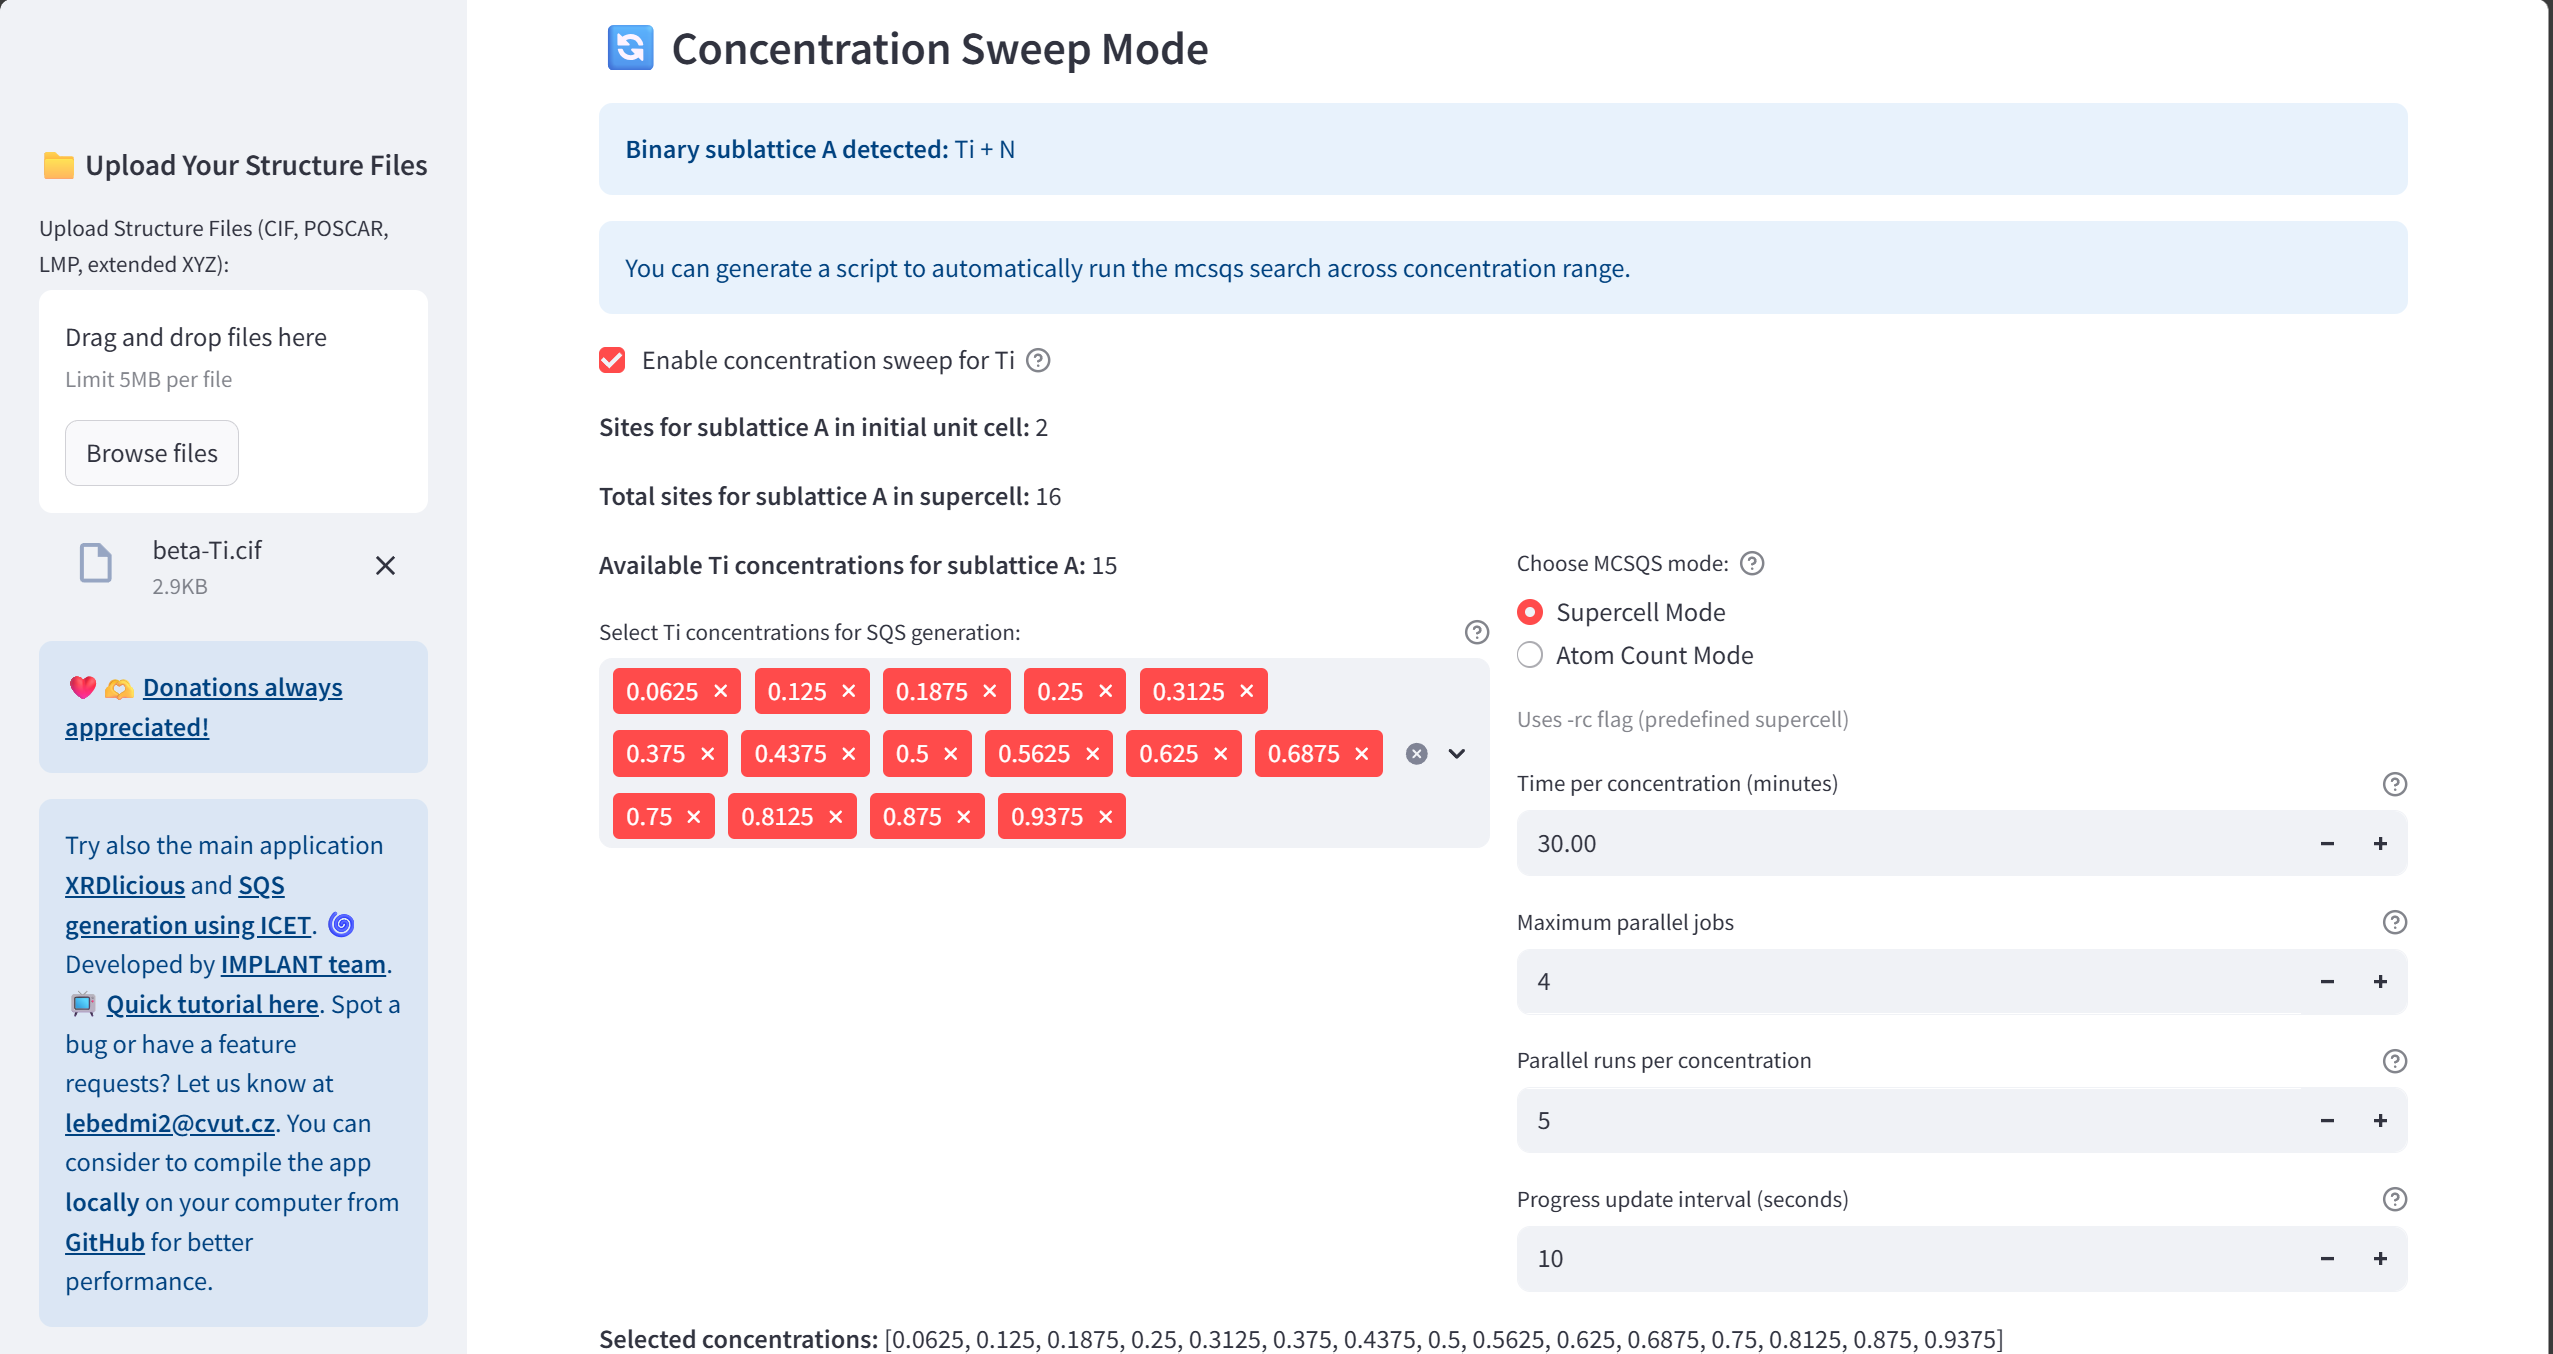 Upload Your Structure Files
Upload Structure Files (CIF, POSCAR,
LMP, extended XYZ):
Drag and drop files here
Limit 5MB per file
Browse files
beta-Ti.cif
2.9KB
Donations always
appreciated!
Try also the main application
XRDlicious and SQS
generation using ICET.
Developed by IMPLANT team.
Quick tutorial here. Spot a
bug or have a feature
requests? Let us know at
lebedmi2@cvut.cz. You can
consider to compile the app
locally on your computer from
GitHub for better
performance.
Concentration Sweep Mode
Binary sublattice A detected: Ti + N
You can generate a script to automatically run the mcsqs search across concentration range.
Enable concentration sweep for Ti
Sites for sublattice A in initial unit cell: 2
Total sites for sublattice A in supercell: 16
Available Ti concentrations for sublattice A: 15
Select Ti concentrations for SQS generation:
0.0625 0.125 0.1875 0.25 0.3125
0.375 0.4375 0.5 0.5625 0.625 0.6875
0.75 0.8125 0.875 0.9375
Choose MCSQS mode:
Supercell Mode
Atom Count Mode
Uses -rc flag (predefined supercell)
Time per concentration (minutes)
30.00
Maximum parallel jobs
4
Parallel runs per concentration
5
Progress update interval (seconds)
10
Selected concentrations: [0.0625, 0.125, 0.1875, 0.25, 0.3125, 0.375, 0.4375, 0.5, 0.5625, 0.625, 0.6875, 0.75, 0.8125, 0.875, 0.9375]